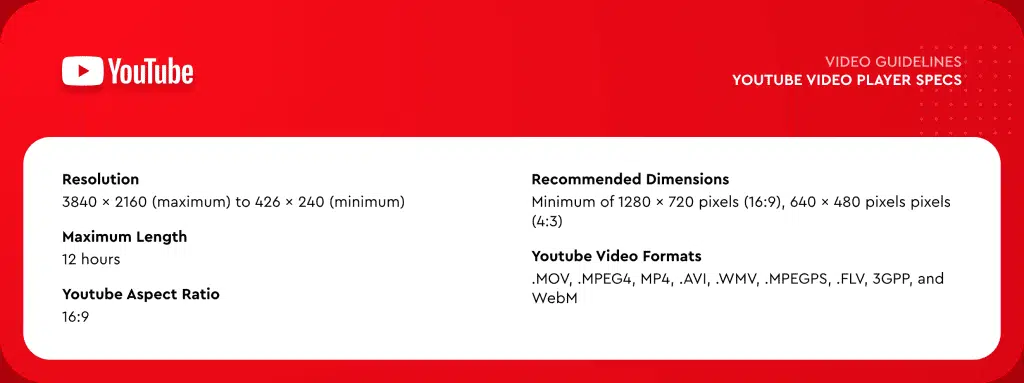 YouTube
VIDEO GUIDELINES
YOUTUBE VIDEO PLAYER SPECS
Resolution
3840 × 2160 (maximum) to 426 × 240 (minimum)
Maximum Length
12 hours
Youtube Aspect Ratio
16:9
Recommended Dimensions
Minimum of 1280 × 720 pixels (16:9), 640 × 480 pixels pixels
(4:3)
Youtube Video Formats
.MOV, .MPEG4, MP4, .AVI, .WMV, .MPEGPS, .FLV, 3GPP, and
WebM